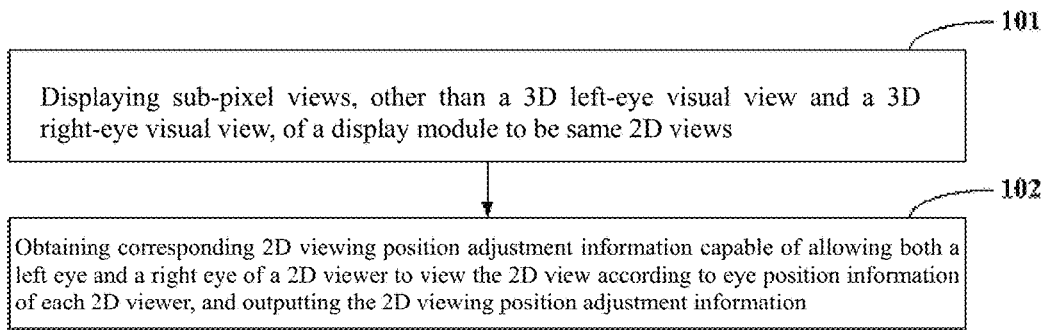 101
Displaying sub-pixel views, other than a 3D left-eye visual view and a 3D
right-eye visual view, of a display module to be same 2D views
102
Obtaining corresponding 2D viewing position adjustment information capable of allowing both a
left eye and a right eye of a 2D viewer to view the 2D view according to eye position information
of each 2D viewer, and outputting the 2D viewing position adjustment information